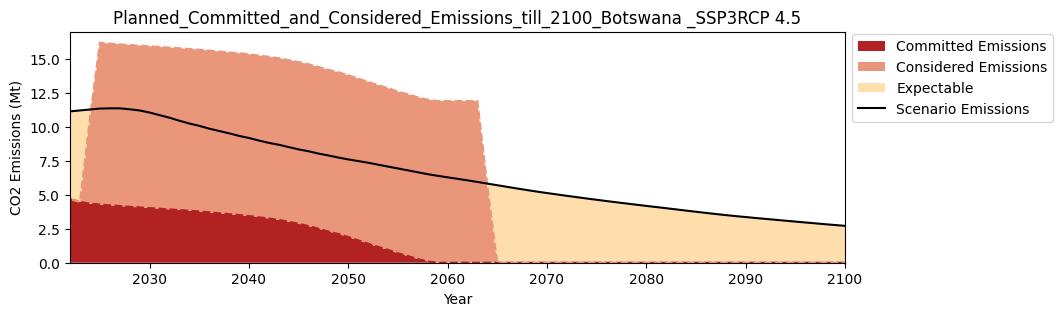 Planned_Committed_and_Considered_Emissions_till_2100_Botswana _SSP3RCP 4.5
CO2 Emissions (Mt)
15.0
12.5
10.0
7.5
5.0
2.5
0.0
2030 2040 2050 2060 2070 2080 2090 2100
Year
Committed Emissions
Considered Emissions
Expectable
Scenario Emissions